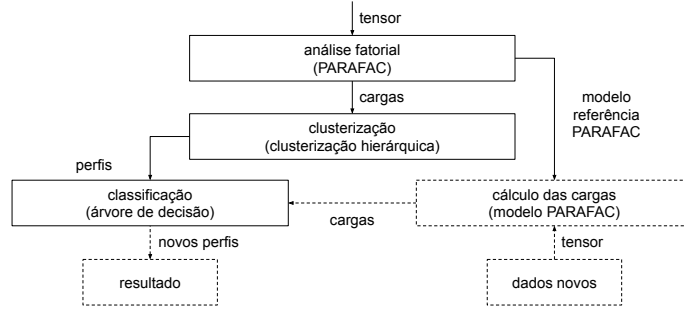 tensor
análise fatorial
(PARAFAC)
cargas
modelo
referência
PARAFAC
clusterização
(clusterização hierárquica)
perfis
classificação
(árvore de decisão)
cargas
cálculo das cargas
(modelo PARAFAC)
novos perfis
tensor
resultado
dados novos